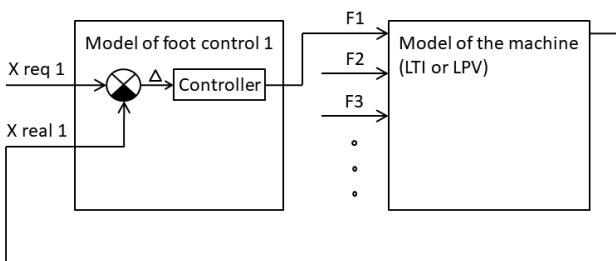 Model of foot control 1
X req 1
Δ
Controller
X real 1
F1
F2
F3
Model of the machine
(LTI or LPV)